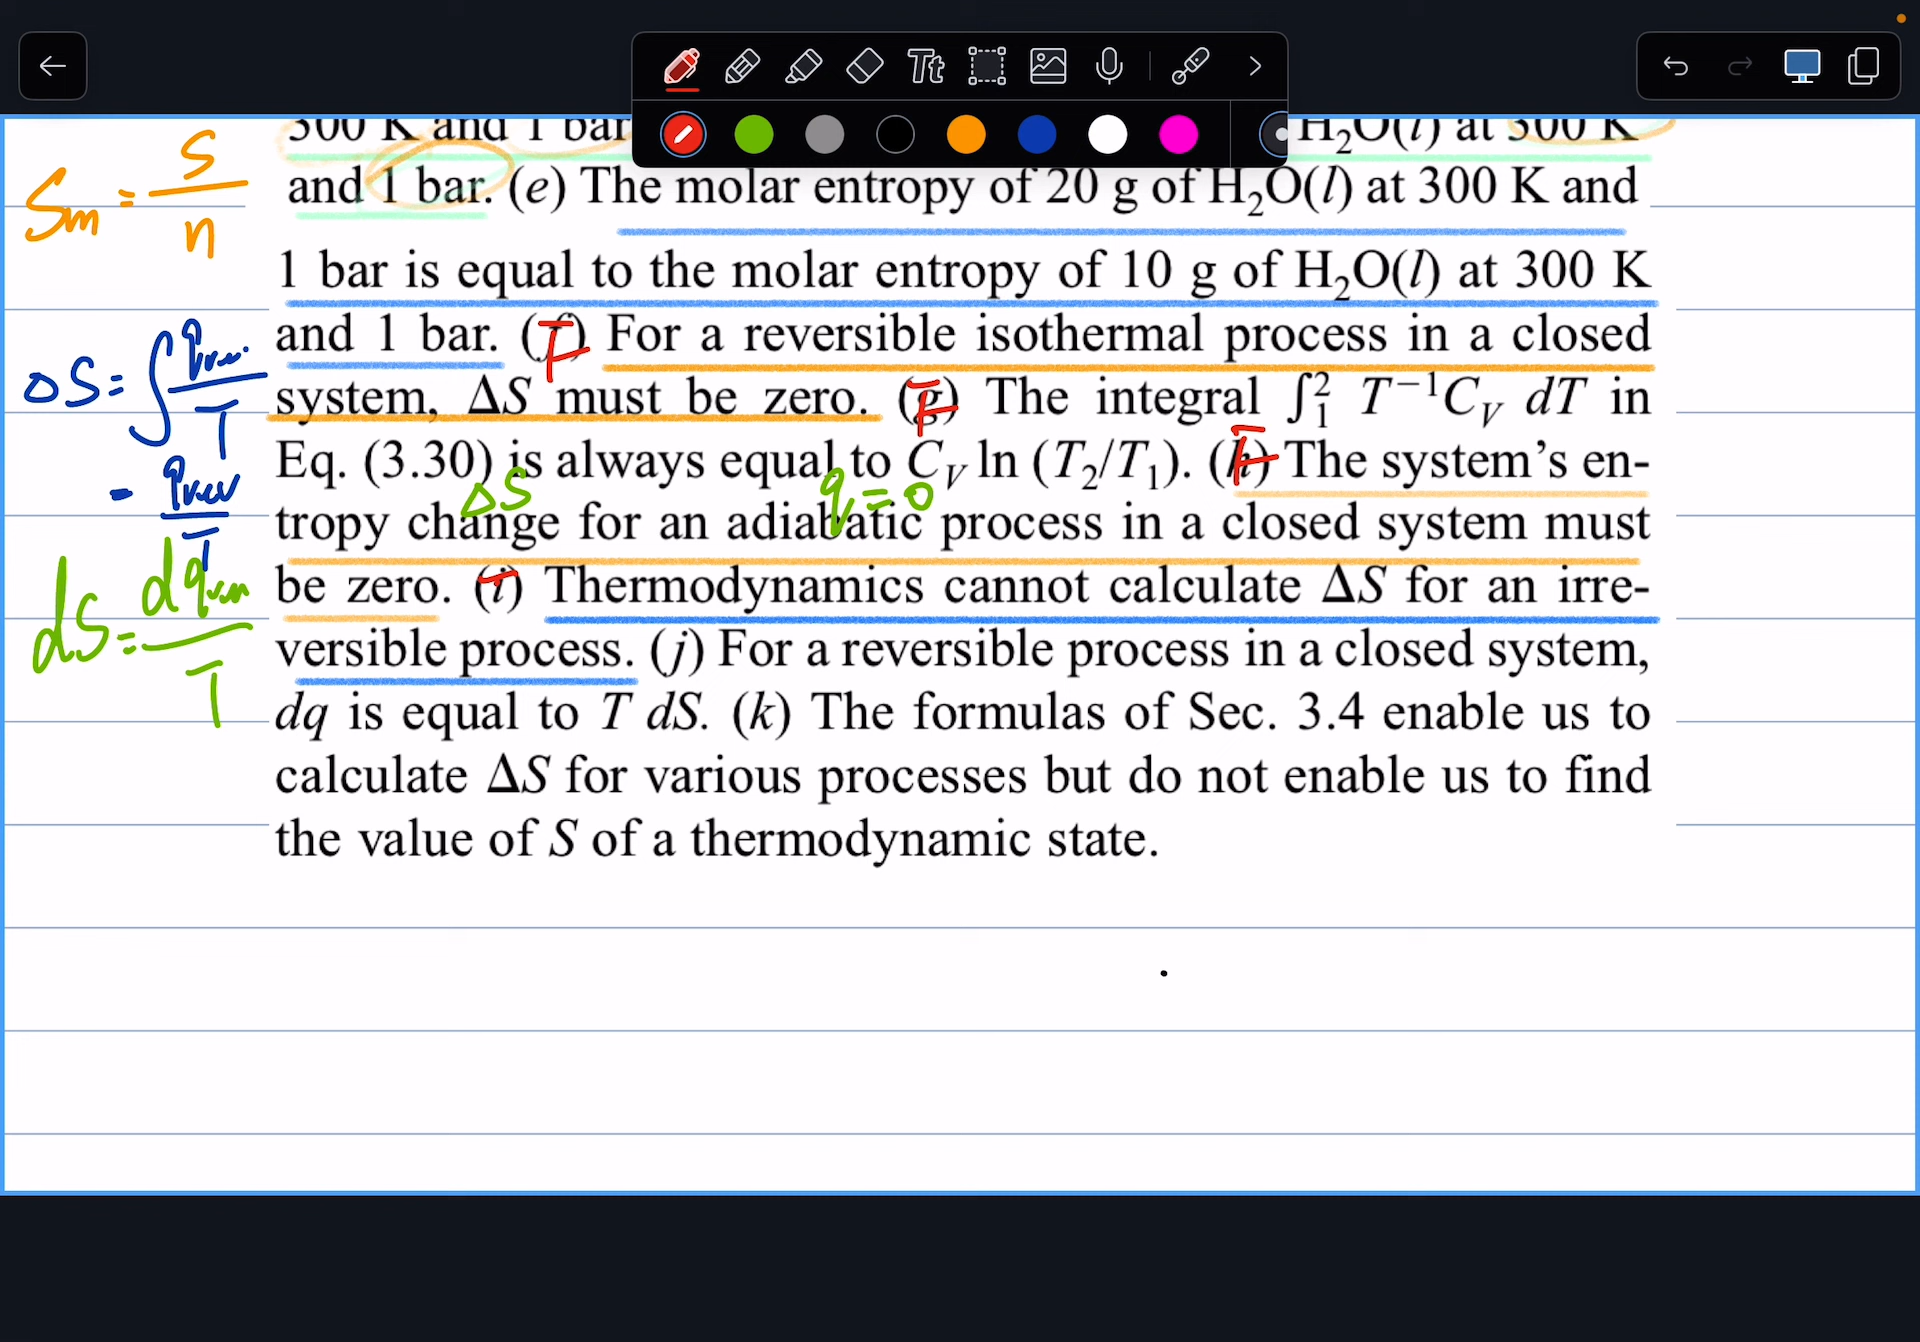 Tt
300 K and 1 bar H₂O(l) at 300 K
and 1 bar. (e) The molar entropy of 20 g of H₂O(l) at 300 K and
1 bar is equal to the molar entropy of 10 g of H₂O(l) at 300 K
and 1 bar. (f) For a reversible isothermal process in a closed
system, ΔS must be zero. (g) The integral ∫₁² T⁻¹C_V dT in
Eq. (3.30) is always equal to C_V ln (T₂/T₁). (h) The system's en-
tropy change for an adiabatic process in a closed system must
be zero. (i) Thermodynamics cannot calculate ΔS for an irre-
versible process. (j) For a reversible process in a closed system,
dq is equal to T dS. (k) The formulas of Sec. 3.4 enable us to
calculate ΔS for various processes but do not enable us to find
the value of S of a thermodynamic state.
Sm = S/n
ΔS = ∫ qrev/T
= qrev/T
dS = dqrev/T
F
F
F
ΔS
q = 0